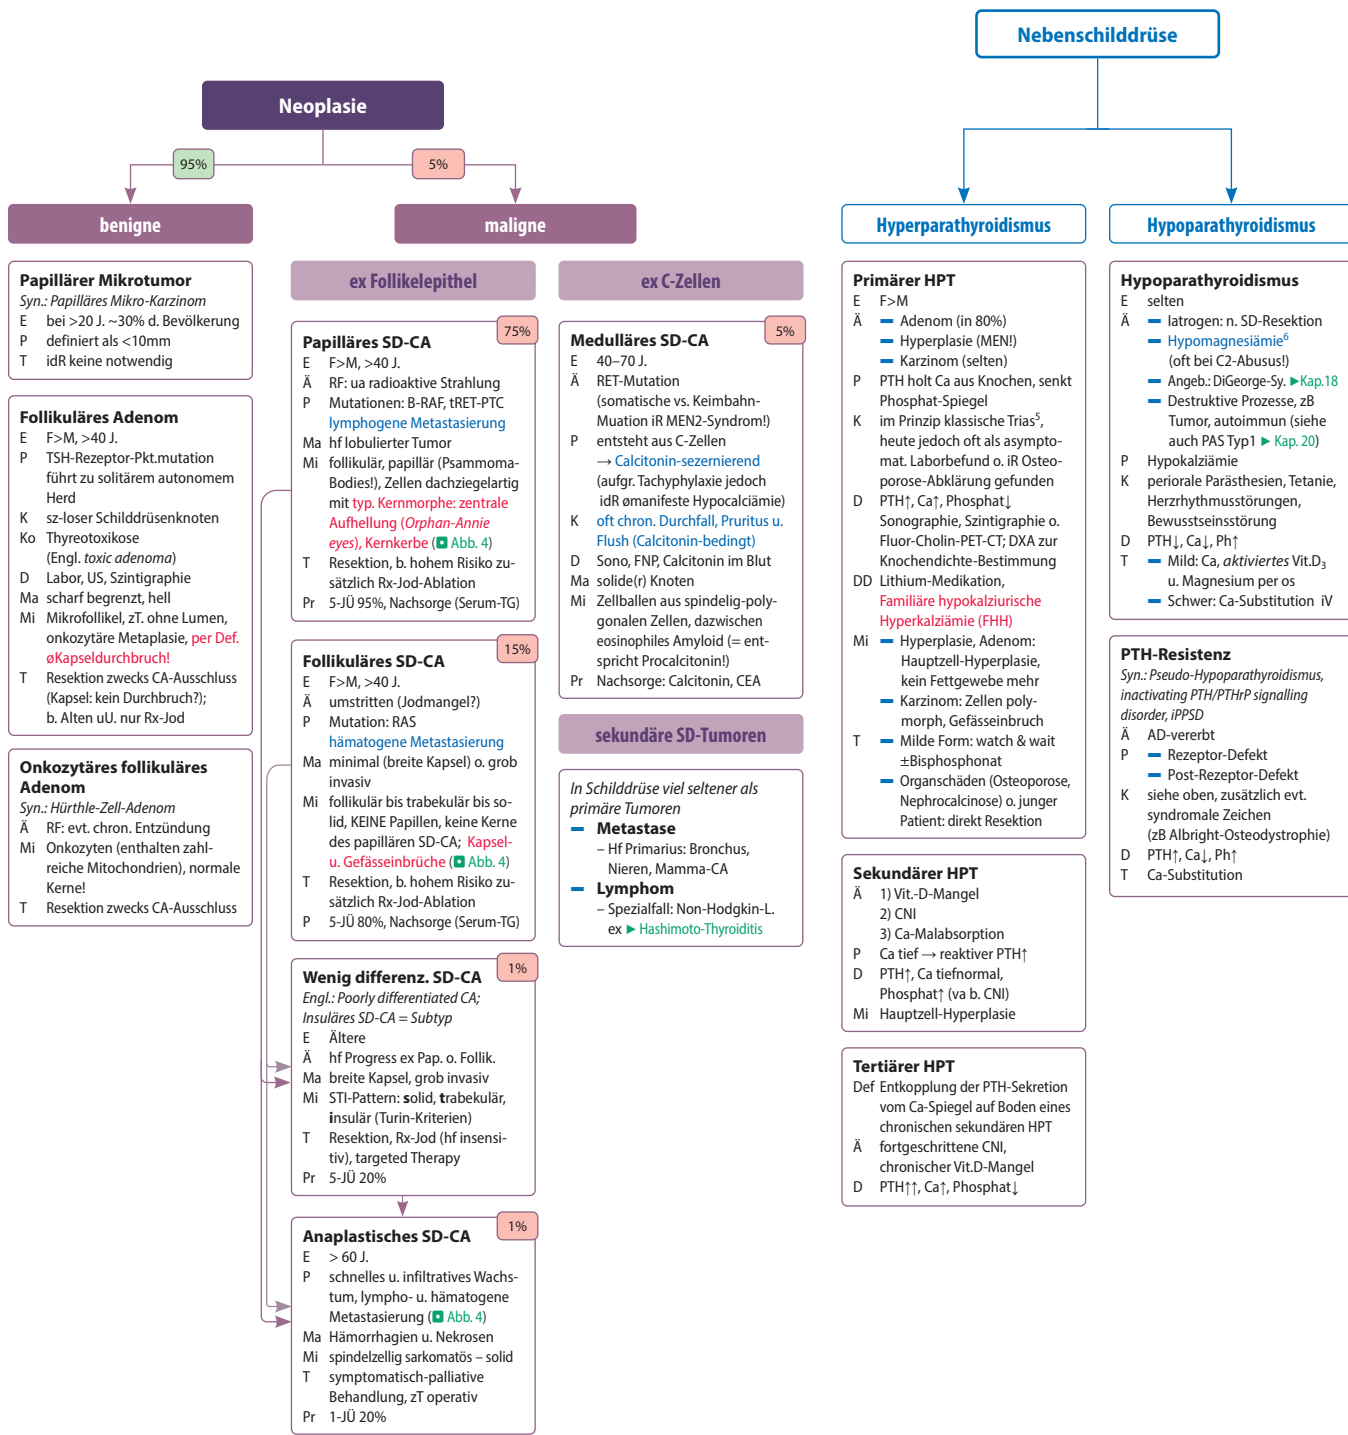 Neoplasie
95%
5%
benigne
maligne
Papillärer Mikrotumor
Syn.: Papilläres Mikro-Karzinom
E bei >20 J. ~30% d. Bevölkerung
P definiert als <10mm
T idR keine notwendig
Follikuläres Adenom
E F>M, >40 J.
P TSH-Rezeptor-Pkt.mutation
führt zu solitärem autonomem
Herd
K sz-loser Schilddrüsenknoten
Ko Thyreotoxikose
(Engl. toxic adenoma)
D Labor, US, Szintigraphie
Ma scharf begrenzt, hell
Mi Mikrofollikel, zT. ohne Lumen,
onkozytäre Metaplasie, per Def.
øKapseldurchbruch!
T Resektion zwecks CA-Ausschluss
(Kapsel: kein Durchbruch?);
b. Alten uU. nur Rx-Jod
Onkozytäres follikuläres
Adenom
Syn.: Hürthle-Zell-Adenom
Ä RF: evt. chron. Entzündung
Mi Onkozyten (enthalten zahl-
reiche Mitochondrien), normale
Kerne!
T Resektion zwecks CA-Ausschluss
ex Follikelepithel
75%
Papilläres SD-CA
E F>M, >40 J.
Ä RF: ua radioaktive Strahlung
P Mutationen: B-RAF, tRET-PTC
lymphogene Metastasierung
Ma hf lobulierter Tumor
Mi follikulär, papillär (Psammoma-
Bodies!), Zellen dachziegelartig
mit typ. Kernmorphe: zentrale
Aufhellung (Orphan-Annie
eyes), Kernkerbe (Abb. 4)
T Resektion, b. hohem Risiko zu-
sätzlich Rx-Jod-Ablation
Pr 5-JÜ 95%, Nachsorge (Serum-TG)
15%
Follikuläres SD-CA
E F>M, >40 J.
Ä umstritten (Jodmangel?)
P Mutation: RAS
hämatogene Metastasierung
Ma minimal (breite Kapsel) o. grob
invasiv
Mi follikulär bis trabekulär bis so-
lid, KEINE Papillen, keine Kerne
des papillären SD-CA; Kapsel-
u. Gefässeinbrüche (Abb. 4)
T Resektion, b. hohem Risiko zu-
sätzlich Rx-Jod-Ablation
P 5-JÜ 80%, Nachsorge (Serum-TG)
1%
Wenig differenz. SD-CA
Engl.: Poorly differentiated CA;
Insuläres SD-CA = Subtyp
E Ältere
Ä hf Progress ex Pap. o. Follik.
Ma breite Kapsel, grob invasiv
Mi STI-Pattern: solid, trabekulär,
insulär (Turin-Kriterien)
T Resektion, Rx-Jod (hf insensi-
tiv), targeted Therapy
Pr 5-JÜ 20%
1%
Anaplastisches SD-CA
E > 60 J.
P schnelles u. infiltratives Wachs-
tum, lympho- u. hämatogene
Metastasierung (Abb. 4)
Ma Hämorrhagien u. Nekrosen
Mi spindelzellig sarkomatös – solid
T symptomatisch-palliative
Behandlung, zT operativ
Pr 1-JÜ 20%
ex C-Zellen
5%
Medulläres SD-CA
E 40–70 J.
Ä RET-Mutation
(somatische vs. Keimbahn-
Muation iR MEN2-Syndrom!)
P entsteht aus C-Zellen
→ Calcitonin-sezernierend
(aufgr. Tachyphylaxie jedoch
idR ømanifeste Hypocalciämie)
K oft chron. Durchfall, Pruritus u.
Flush (Calcitonin-bedingt)
D Sono, FNP, Calcitonin im Blut
Ma solide(r) Knoten
Mi Zellballen aus spindelig-poly-
gonalen Zellen, dazwischen
eosinophiles Amyloid (= ent-
spricht Procalcitonin!)
Pr Nachsorge: Calcitonin, CEA
sekundäre SD-Tumoren
In Schilddrüse viel seltener als
primäre Tumoren
Metastase
– Hf Primarius: Bronchus,
Nieren, Mamma-CA
Lymphom
– Spezialfall: Non-Hodgkin-L.
ex ► Hashimoto-Thyroiditis
Nebenschilddrüse
Hyperparathyroidismus
Hypoparathyroidismus
Primärer HPT
E F>M
Ä Adenom (in 80%)
Hyperplasie (MEN!)
Karzinom (selten)
P PTH holt Ca aus Knochen, senkt
Phosphat-Spiegel
K im Prinzip klassische Trias⁵,
heute jedoch oft als asympto-
mat. Laborbefund o. iR Osteo-
porose-Abklärung gefunden
D PTH↑, Ca↑, Phosphat↓
Sonographie, Szintigraphie o.
Fluor-Cholin-PET-CT; DXA zur
Knochendichte-Bestimmung
DD Lithium-Medikation,
Familiäre hypokalziurische
Hyperkalziämie (FHH)
Mi Hyperplasie, Adenom:
Hauptzell-Hyperplasie,
kein Fettgewebe mehr
Karzinom: Zellen poly-
morph, Gefässeinbruch
T Milde Form: watch & wait
±Bisphosphonat
Organschäden (Osteoporose,
Nephrocalcinose) o. junger
Patient: direkt Resektion
Sekundärer HPT
Ä 1) Vit.-D-Mangel
2) CNI
3) Ca-Malabsorption
P Ca tief → reaktiver PTH↑
D PTH↑, Ca tiefnormal,
Phosphat↑ (va b. CNI)
Mi Hauptzell-Hyperplasie
Tertiärer HPT
Def Entkopplung der PTH-Sekretion
vom Ca-Spiegel auf Boden eines
chronischen sekundären HPT
Ä fortgeschrittene CNI,
chronischer Vit.D-Mangel
D PTH↑↑, Ca↑, Phosphat↓
Hypoparathyroidismus
E selten
Ä Iatrogen: n. SD-Resektion
Hypomagnesiämie⁶
(oft bei C2-Abusus!)
Angeb.: DiGeorge-Sy. ►Kap.18
Destruktive Prozesse, zB
Tumor, autoimmun (siehe
auch PAS Typ1 ► Kap. 20)
P Hypokalziämie
K periorale Parästhesien, Tetanie,
Herzrhythmusstörungen,
Bewusstseinsstörung
D PTH↓, Ca↓, Ph↑
T Mild: Ca, aktiviertes Vit.D₃
u. Magnesium per os
Schwer: Ca-Substitution iV
PTH-Resistenz
Syn.: Pseudo-Hypoparathyroidismus,
inactivating PTH/PTHrP signalling
disorder, iPPSD
Ä AD-vererbt
P Rezeptor-Defekt
Post-Rezeptor-Defekt
K siehe oben, zusätzlich evt.
syndromale Zeichen
(zB Albright-Osteodystrophie)
D PTH↑, Ca↓, Ph↑
T Ca-Substitution